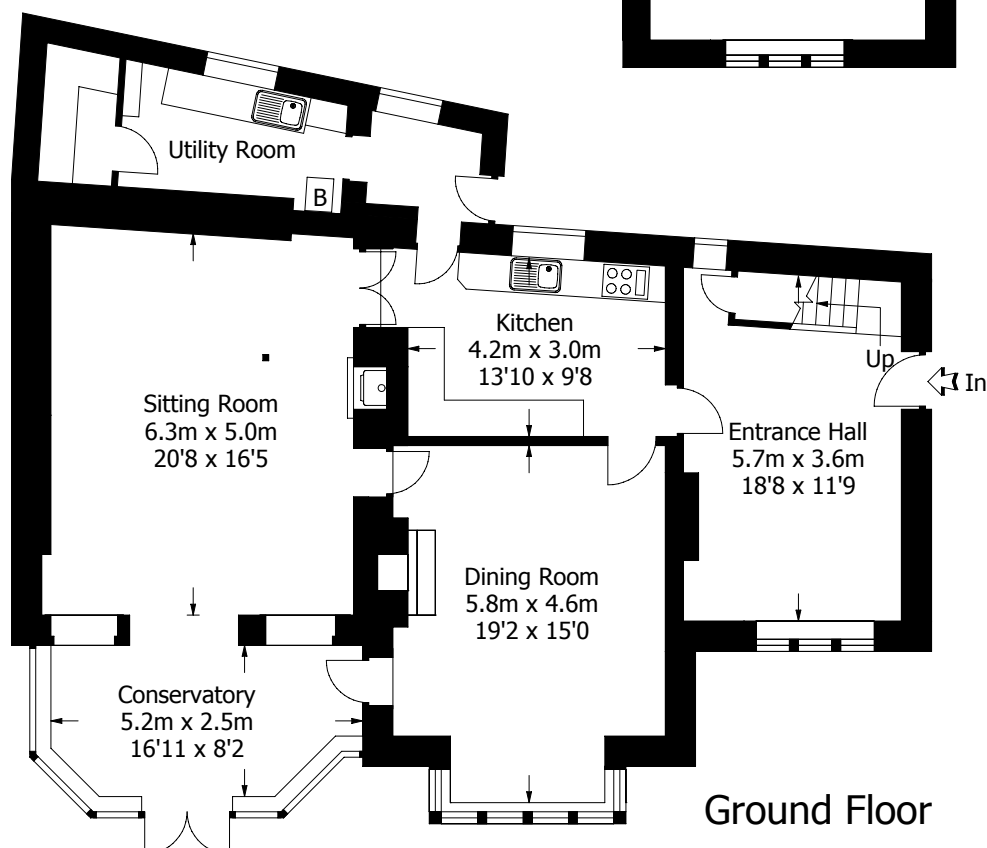 Utility Room
B
Kitchen
4.2m x 3.0m
13'10 x 9'8
Up
In
Sitting Room
6.3m x 5.0m
20'8 x 16'5
Entrance Hall
5.7m x 3.6m
18'8 x 11'9
Dining Room
5.8m x 4.6m
19'2 x 15'0
Conservatory
5.2m x 2.5m
16'11 x 8'2
Ground Floor